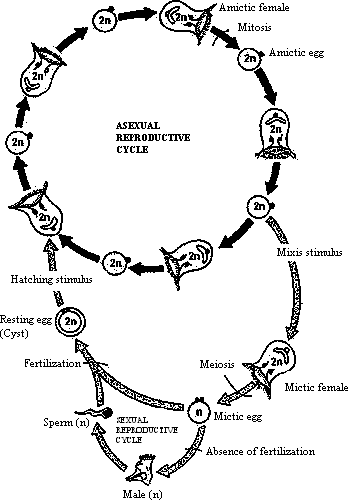 Amictic female
2n
2n
Mitosis
Amictic egg
2n
2n
2n
2n
ASEXUAL
REPRODUCTIVE
CYCLE
2n
2n
2n
2n
Mixis stimulus
Hatching stimulus
Resting egg
(Cyst)
2n
2n
Meiosis
Mictic female
Fertilization
n
Mictic egg
Sperm (n)
SEXUAL
REPRODUCTIVE
CYCLE
Absence of fertilization
Male (n)